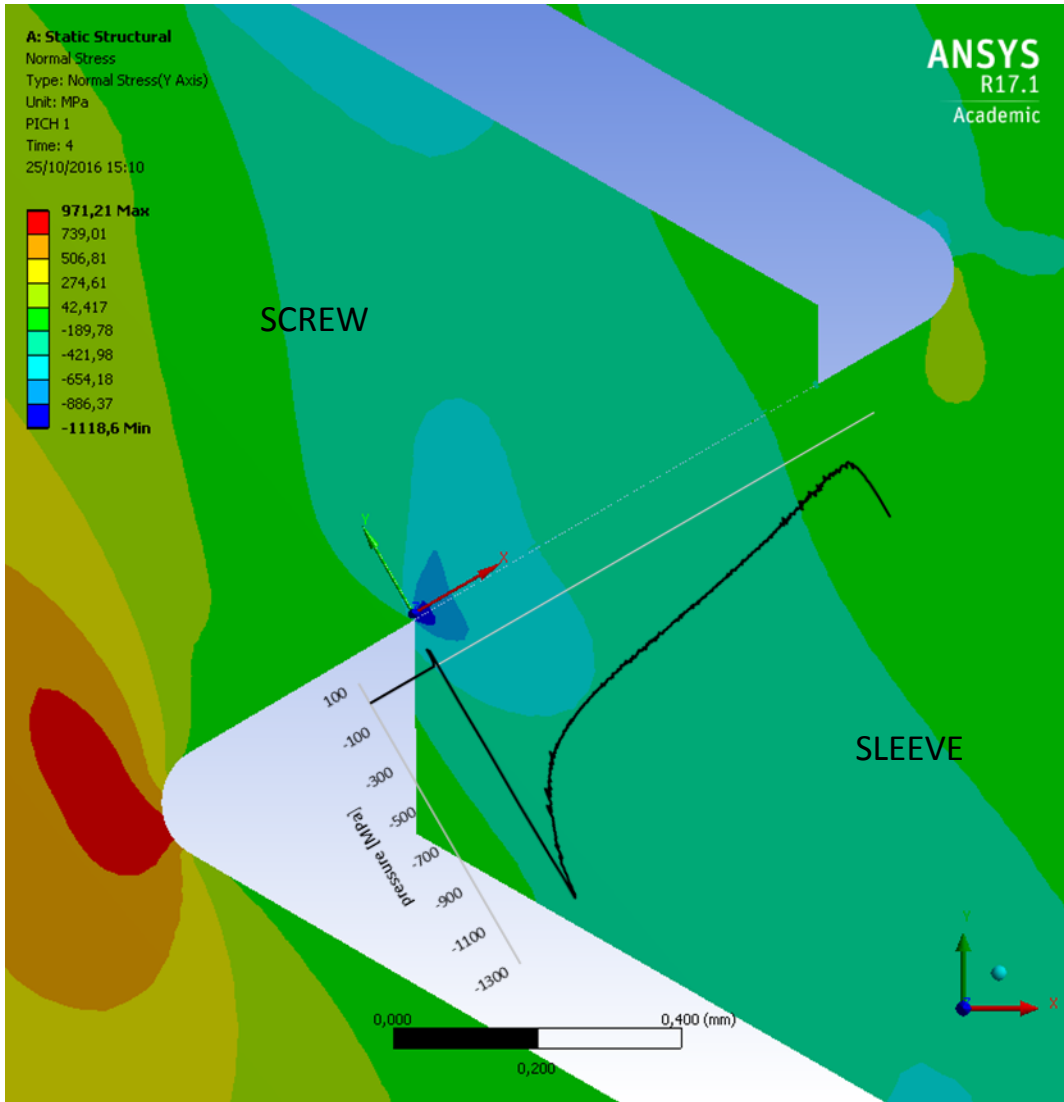 A: Static Structural
Normal Stress
Type: Normal Stress(Y Axis)
Unit: MPa
PICH 1
Time: 4
25/10/2016 15:10
ANSYS
R17.1
Academic
971,21 Max
739,01
506,81
274,61
42,417
-189,78
-421,98
-654,18
-886,37
-1118,6 Min
SCREW
Y
X
Z
100
-100
-300
-500
-700
-900
-1100
-1300
pressure [MPa]
SLEEVE
Y
Z
X
0,000
0,400 (mm)
0,200